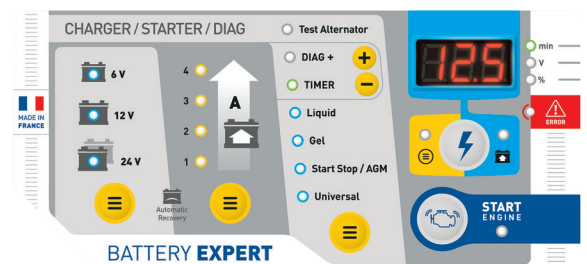 CHARGER / STARTER / DIAG
6 V
12 V
24 V
MADE IN
FRANCE
4
3
2
1
A
Automatic
Recovery
Test Alternator
DIAG +
TIMER
+
−
Liquid
Gel
Start Stop / AGM
Universal
12.5
min
V
%
ERROR
START
ENGINE
BATTERY EXPERT